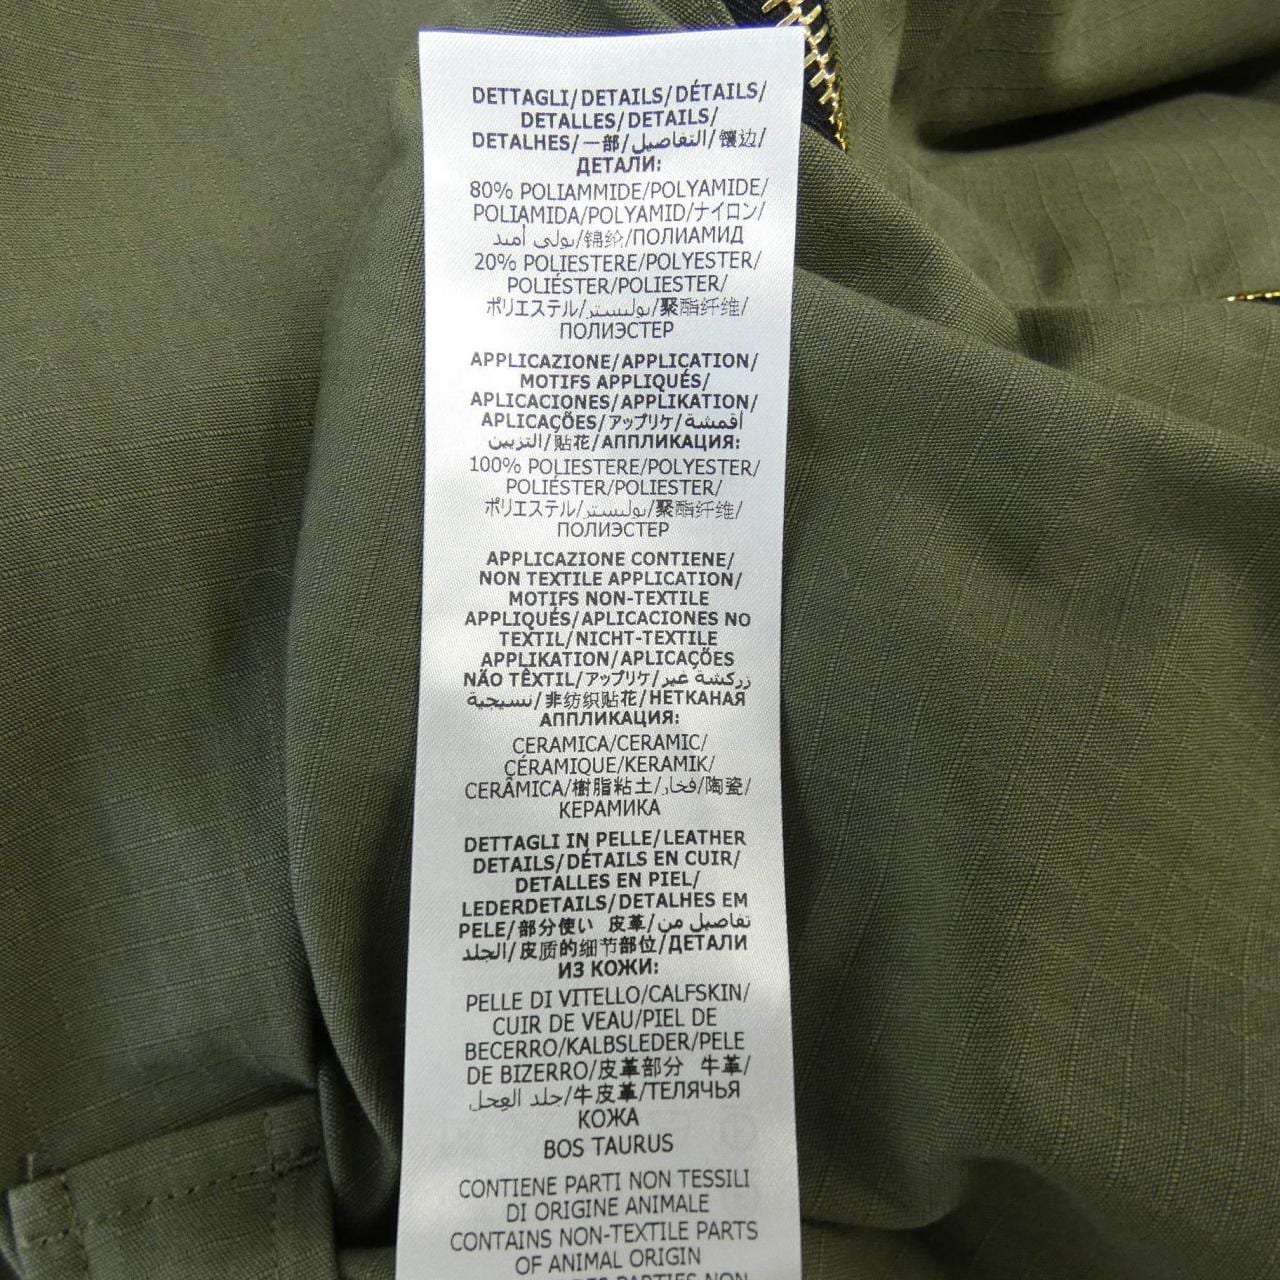 DETTAGLI/DETAILS/DÉTAILS/
DETALLES/DETAILS/
DETALHES/一部/التفاصيل/镶边/
ДЕТАЛИ:
80% POLIAMMIDE/POLYAMIDE/
POLIAMIDA/POLYAMID/ナイロン/
بولي أميد/锦纶/ПОЛИАМИД
20% POLIESTERE/POLYESTER/
POLIÉSTER/POLIESTER/
ポリエステル/بوليستر/聚酯纤维/
ПОЛИЭСТЕР
APPLICAZIONE/APPLICATION/
MOTIFS APPLIQUÉS/
APLICACIONES/APPLIKATION/
APLICAÇÕES/アップリケ/أقمشة
التزيين/贴花/АППЛИКАЦИЯ:
100% POLIESTERE/POLYESTER/
POLIÉSTER/POLIESTER/
ポリエステル/بوليستر/聚酯纤维/
ПОЛИЭСТЕР
APPLICAZIONE CONTIENE/
NON TEXTILE APPLICATION/
MOTIFS NON-TEXTILE
APPLIQUÉS/APLICACIONES NO
TEXTIL/NICHT-TEXTILE
APPLIKATION/APLICAÇÕES
NÃO TÊXTIL/アップリケ/زركشة غير
نسيجية/非纺织贴花/НЕТКАНАЯ
АППЛИКАЦИЯ:
CERAMICA/CERAMIC/
CÉRAMIQUE/KERAMIK/
CERÂMICA/樹脂粘土/فخار/陶瓷/
КЕРАМИКА
DETTAGLI IN PELLE/LEATHER
DETAILS/DÉTAILS EN CUIR/
DETALLES EN PIEL/
LEDERDETAILS/DETALHES EM
PELE/部分使い 皮革/تفاصيل من
الجلد/皮质的细节部位/ДЕТАЛИ
ИЗ КОЖИ:
PELLE DI VITELLO/CALFSKIN/
CUIR DE VEAU/PIEL DE
BECERRO/KALBSLEDER/PELE
DE BIZERRO/皮革部分 牛革/
جلد العجل/牛皮革/ТЕЛЯЧЬЯ
КОЖА
BOS TAURUS
CONTIENE PARTI NON TESSILI
DI ORIGINE ANIMALE
CONTAINS NON-TEXTILE PARTS
OF ANIMAL ORIGIN